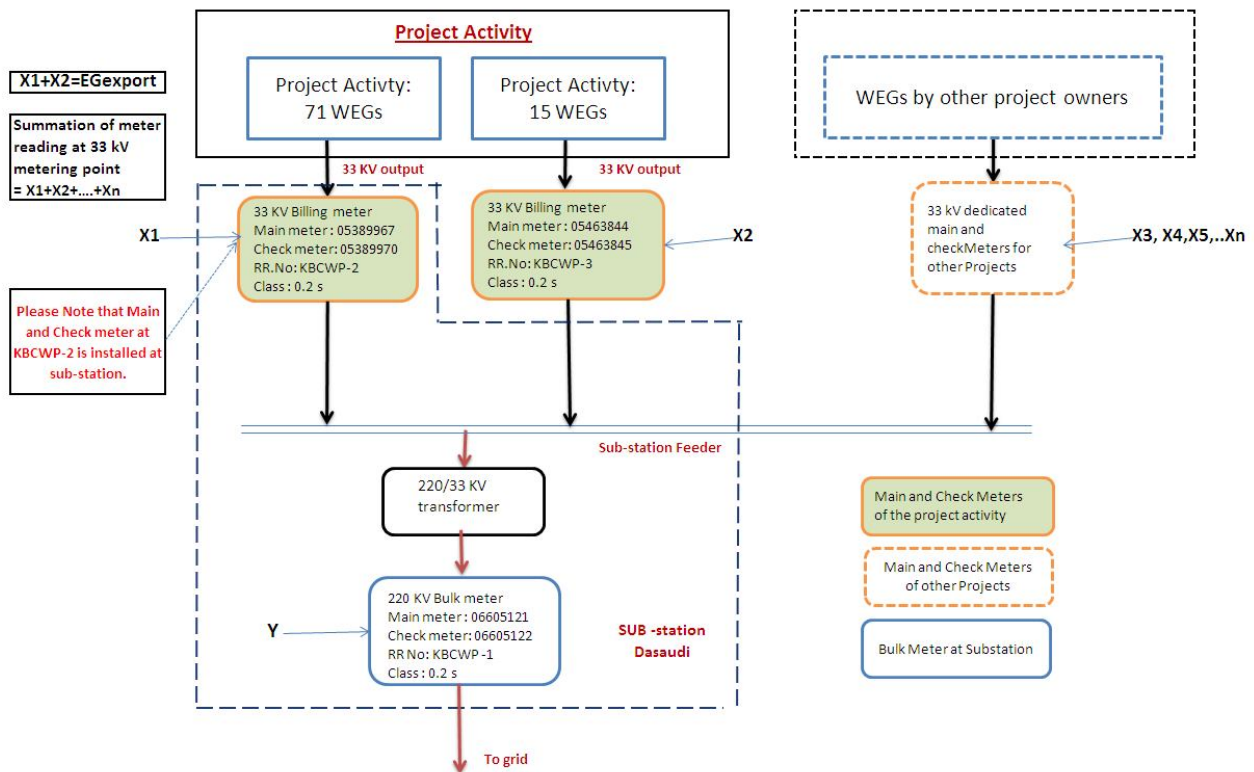 Project Activity
X1+X2=EGexport
Summation of meter
reading at 33 kV
metering point
= X1+X2+....+Xn
Project Activty:
71 WEGs
Project Activty:
15 WEGs
WEGs by other project owners
33 KV output
33 KV output
X1
33 KV Billing meter
Main meter : 05389967
Check meter: 05389970
RR.No: KBCWP-2
Class : 0.2 s
33 KV Billing meter
Main meter : 05463844
Check meter: 05463845
RR.No: KBCWP-3
Class : 0.2 s
X2
33 kV dedicated
main and
checkMeters for
other Projects
X3, X4,X5,..Xn
Please Note that Main
and Check meter at
KBCWP-2 is installed at
sub-station.
Sub-station Feeder
220/33 KV
transformer
Y
220 KV Bulk meter
Main meter : 06605121
Check meter: 06605122
RR No: KBCWP -1
Class : 0.2 s
SUB -station
Dasaudi
To grid
Main and Check Meters
of the project activity
Main and Check Meters
of other Projects
Bulk Meter at Substation